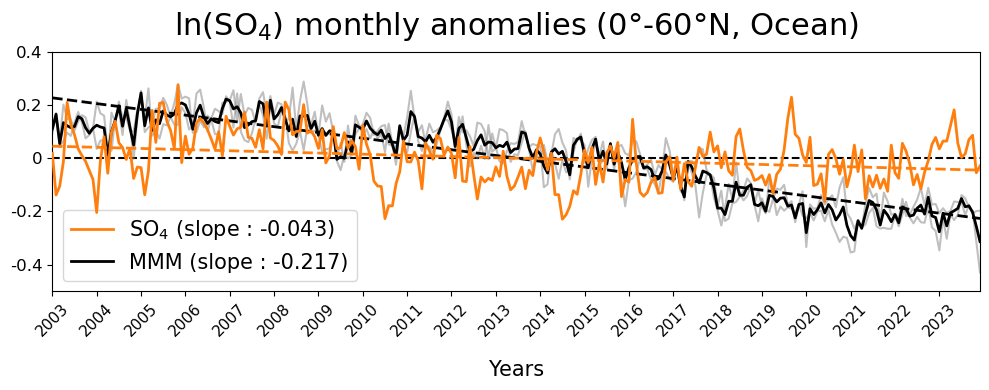 ln(SO₄) monthly anomalies (0°-60°N, Ocean)
0.4
0.2
0
-0.2
-0.4
SO₄ (slope : -0.043)
MMM (slope : -0.217)
2003 2004 2005 2006 2007 2008 2009 2010 2011 2012 2013 2014 2015 2016 2017 2018 2019 2020 2021 2022 2023
Years